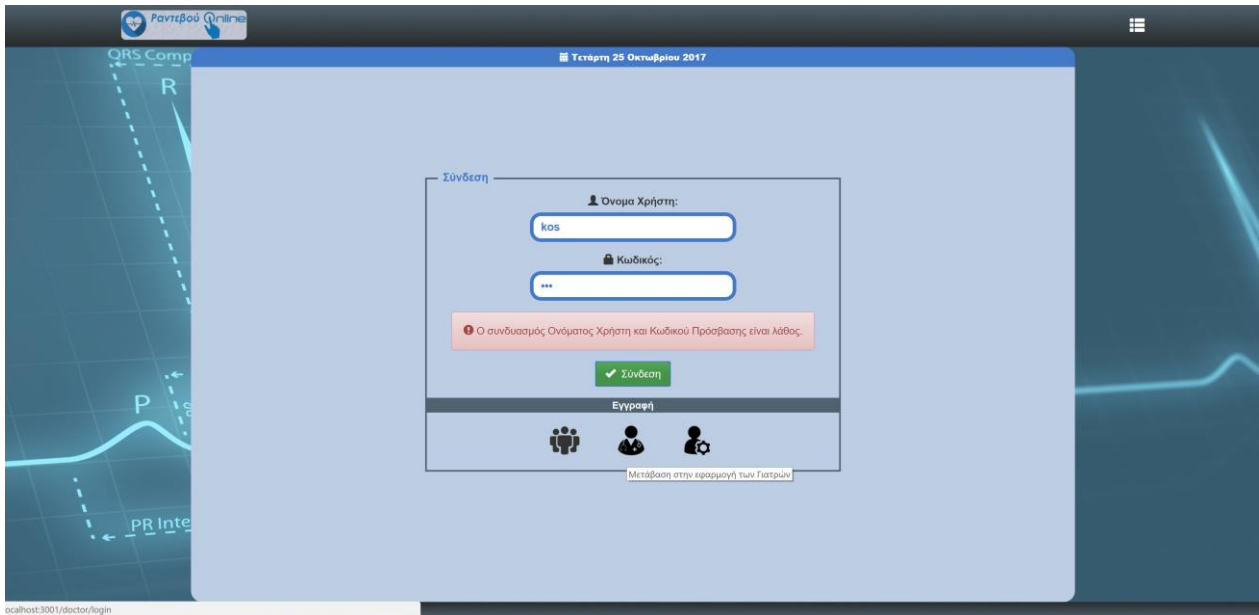 Ραντεβού Online
Τετάρτη 25 Οκτωβρίου 2017
QRS Comp
R
Σύνδεση
Όνομα Χρήστη:
kos
Κωδικός:
•••
Ο συνδυασμός Ονόματος Χρήστη και Κωδικού Πρόσβασης είναι λάθος.
Σύνδεση
P
Εγγραφή
Μετάβαση στην εφαρμογή των Γιατρών
PR Inte
ocalhost:3001/doctor/login